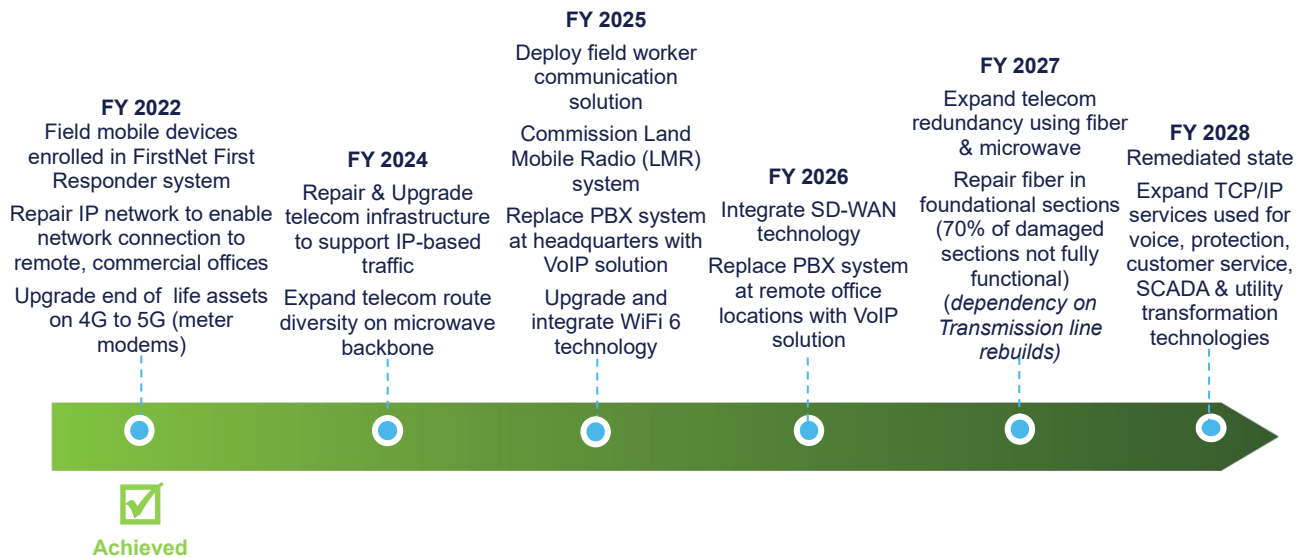 FY 2022
Field mobile devices
enrolled in FirstNet First
Responder system
Repair IP network to enable
network connection to
remote, commercial offices
Upgrade end of life assets
on 4G to 5G (meter
modems)
FY 2024
Repair & Upgrade
telecom infrastructure
to support IP-based
traffic
Expand telecom route
diversity on microwave
backbone
FY 2025
Deploy field worker
communication
solution
Commission Land
Mobile Radio (LMR)
system
Replace PBX system
at headquarters with
VoIP solution
Upgrade and
integrate WiFi 6
technology
FY 2026
Integrate SD-WAN
technology
Replace PBX system
at remote office
locations with VoIP
solution
FY 2027
Expand telecom
redundancy using fiber
& microwave
Repair fiber in
foundational sections
(70% of damaged
sections not fully
functional)
(dependency on
Transmission line
rebuilds)
FY 2028
Remediated state
Expand TCP/IP
services used for
voice, protection,
customer service,
SCADA & utility
transformation
technologies
Achieved